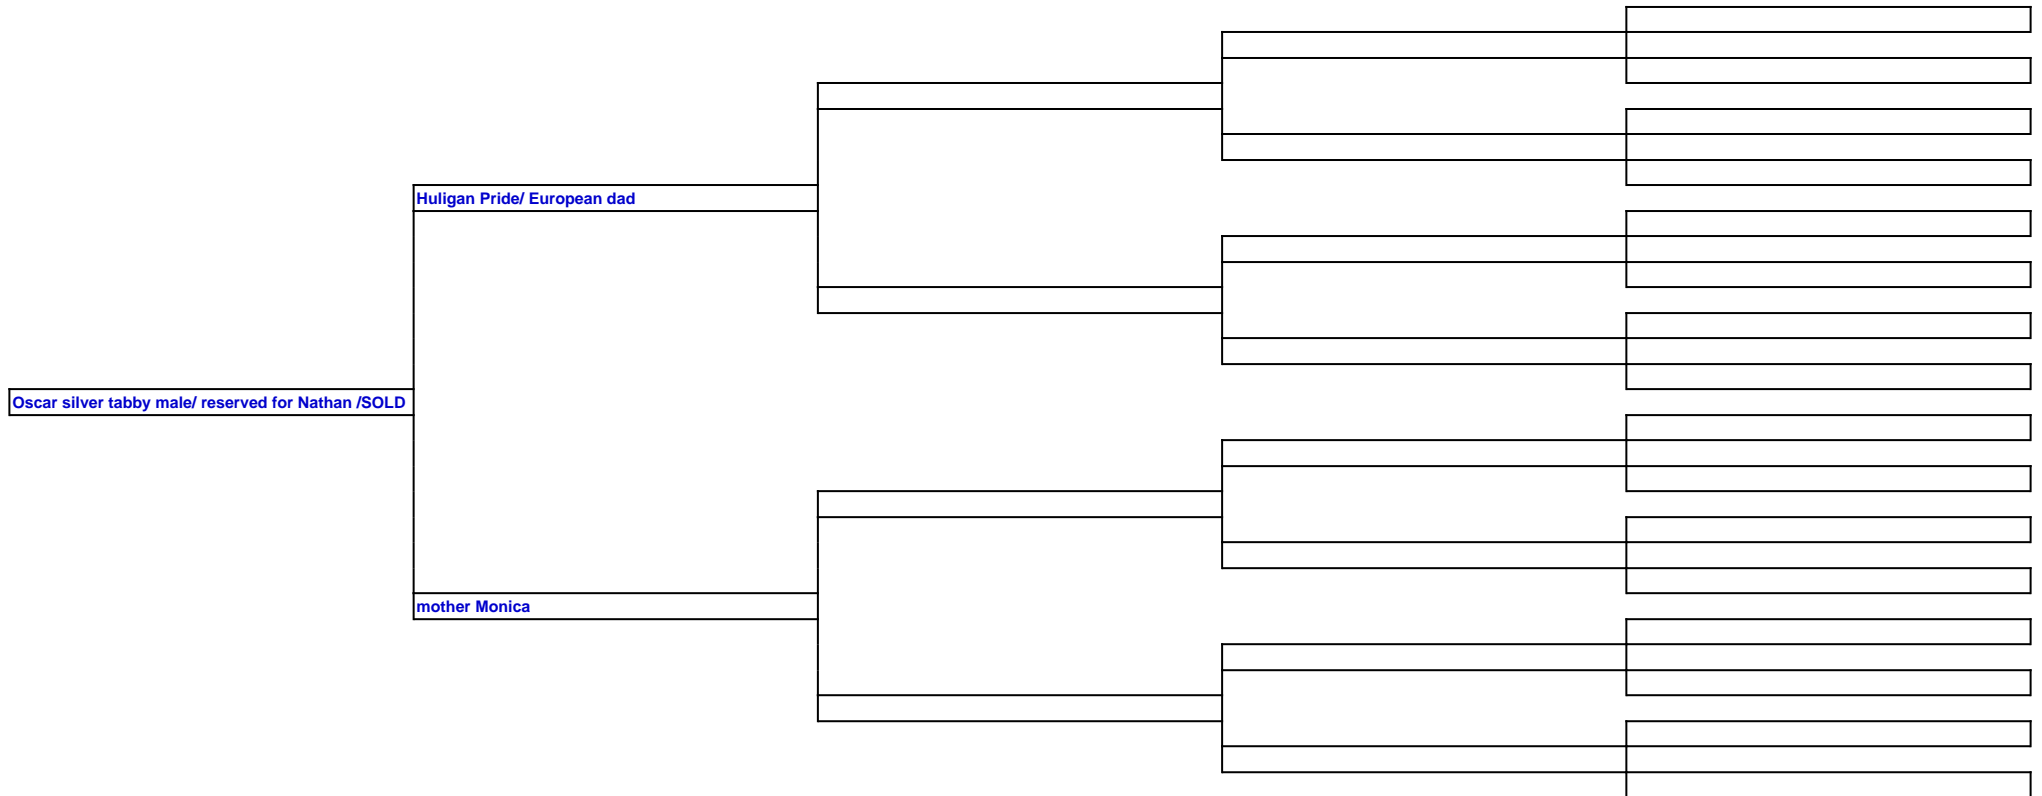 Huligan Pride/ European dad
Oscar silver tabby male/ reserved for Nathan /SOLD
mother Monica